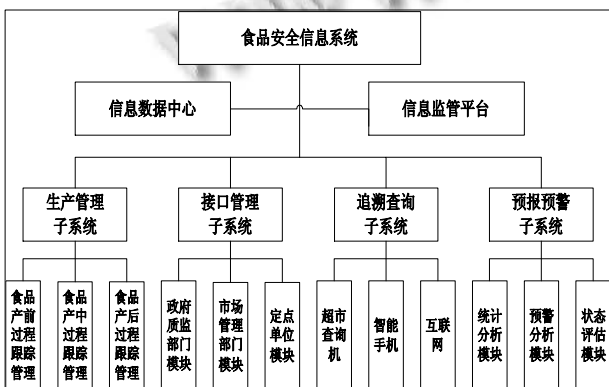 食品安全信息系统
信息数据中心
信息监管平台
生产管理
子系统
接口管理
子系统
追溯查询
子系统
预报预警
子系统
食品
产前
过程
跟踪
管理
食品
产中
过程
跟踪
管理
食品
产后
过程
跟踪
管理
政府
质监
部门
模块
市场
管理
部门
模块
定点
单位
模块
超市
查询
机
智能
手机
互联
网
统计
分析
模块
预警
分析
模块
状态
评估
模块